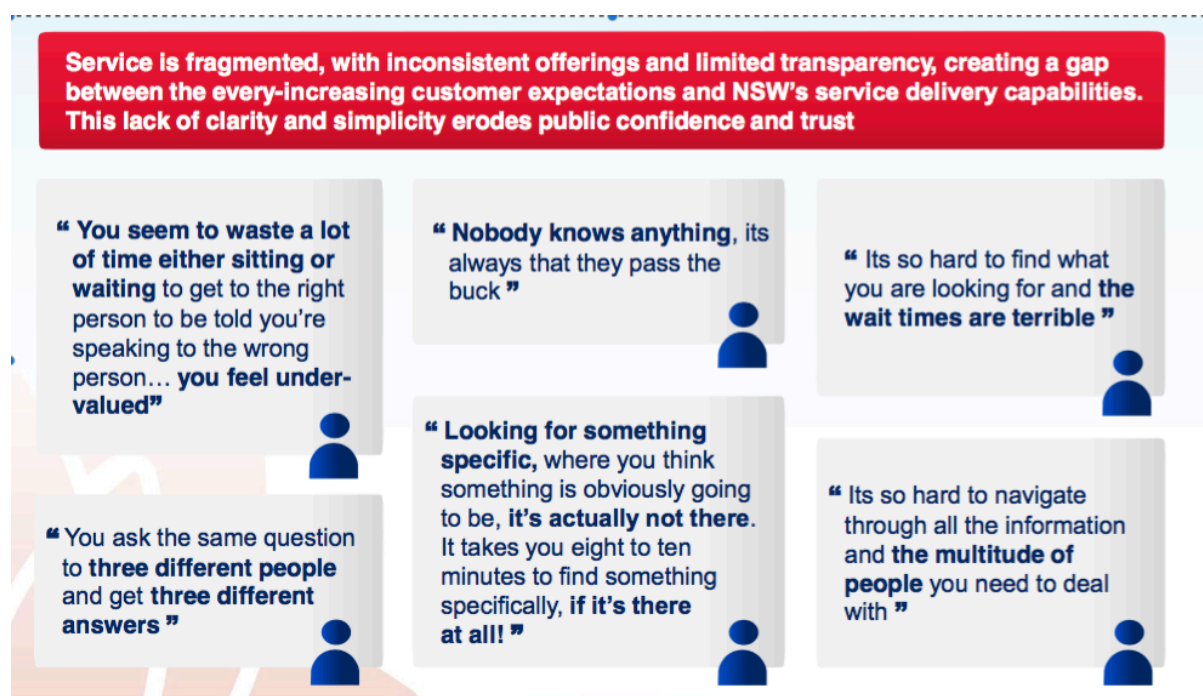 Service is fragmented, with inconsistent offerings and limited transparency, creating a gap
between the every-increasing customer expectations and NSW's service delivery capabilities.
This lack of clarity and simplicity erodes public confidence and trust
❝ You seem to waste a lot
of time either sitting or
waiting to get to the right
person to be told you're
speaking to the wrong
person… you feel under-
valued❞
❝ You ask the same question
to three different people
and get three different
answers ❞
❝ Nobody knows anything, its
always that they pass the
buck ❞
❝ Looking for something
specific, where you think
something is obviously going
to be, it's actually not there.
It takes you eight to ten
minutes to find something
specifically, if it's there
at all! ❞
❝ Its so hard to find what
you are looking for and the
wait times are terrible ❞
❝ Its so hard to navigate
through all the information
and the multitude of
people you need to deal
with ❞